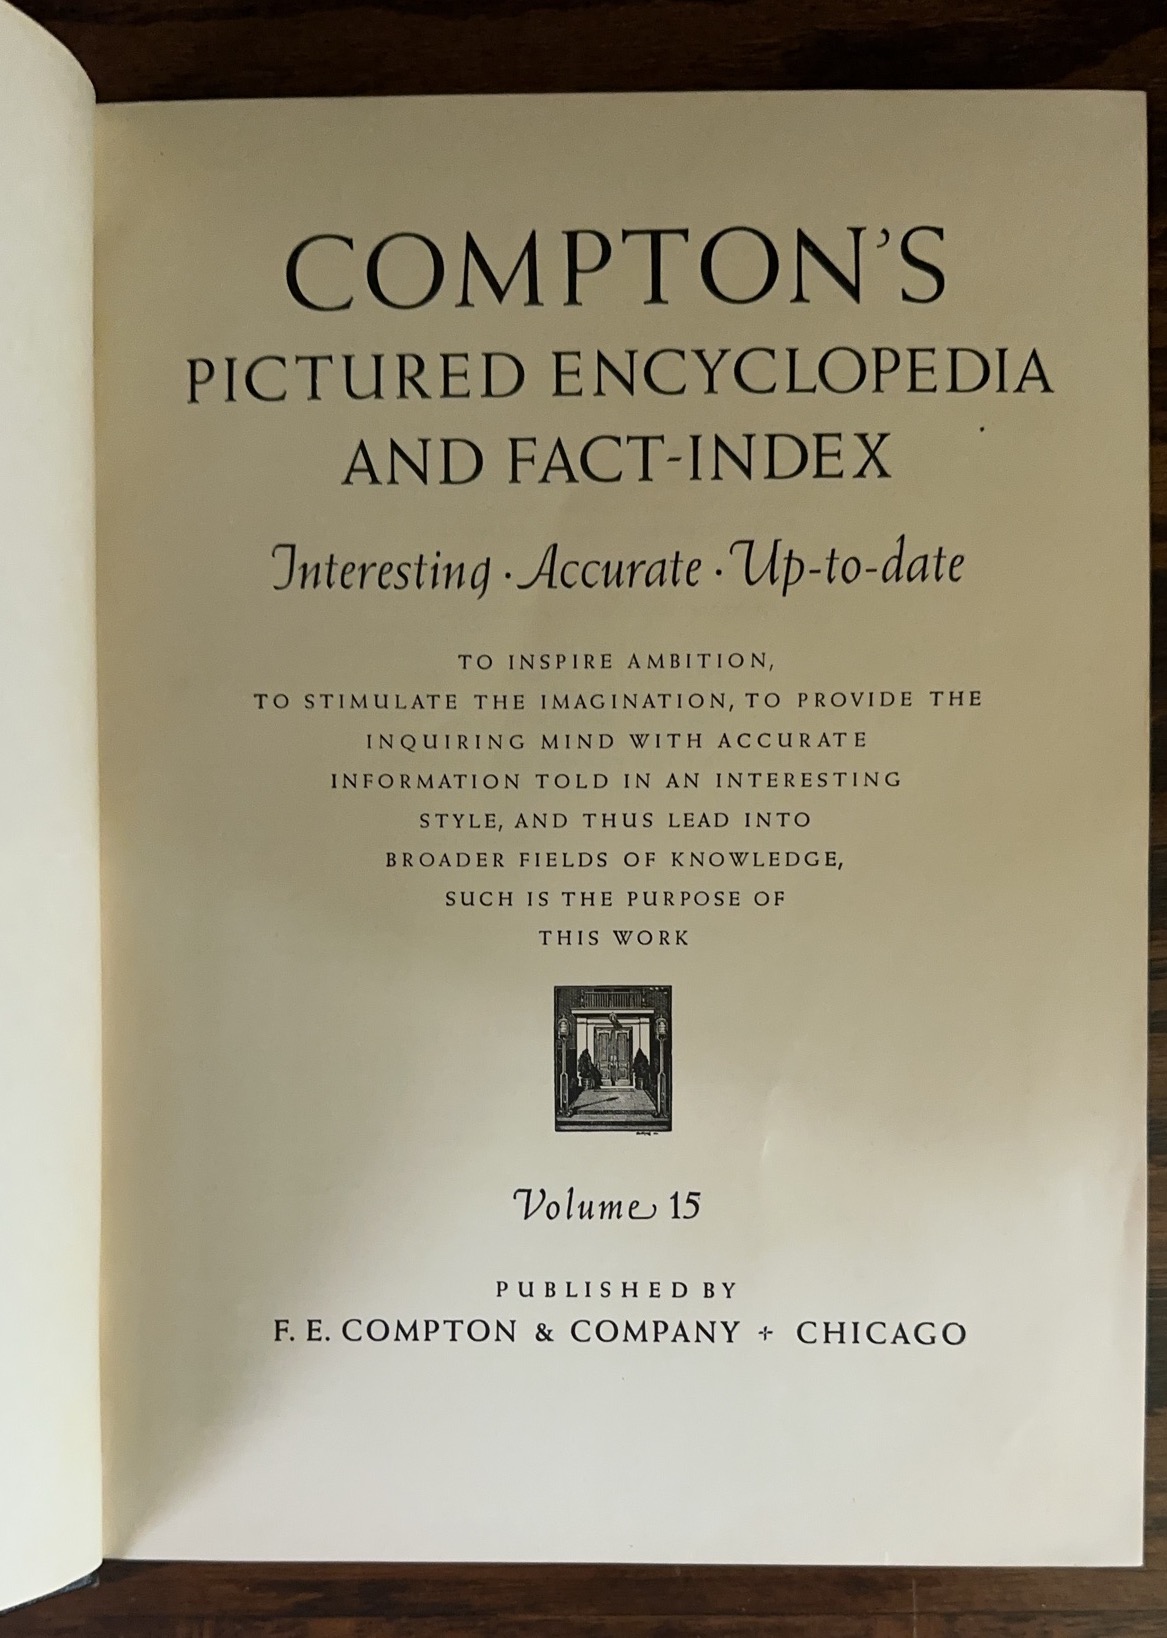 COMPTON'S
PICTURED ENCYCLOPEDIA
AND FACT-INDEX
Interesting · Accurate · Up-to-date
TO INSPIRE AMBITION,
TO STIMULATE THE IMAGINATION, TO PROVIDE THE
INQUIRING MIND WITH ACCURATE
INFORMATION TOLD IN AN INTERESTING
STYLE, AND THUS LEAD INTO
BROADER FIELDS OF KNOWLEDGE,
SUCH IS THE PURPOSE OF
THIS WORK
Volume 15
PUBLISHED BY
F. E. COMPTON & COMPANY + CHICAGO